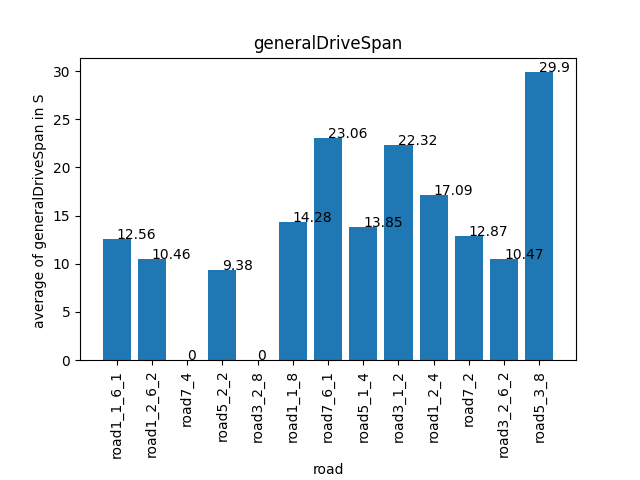 generalDriveSpan
average of generalDriveSpan in S
30
25
20
15
10
5
0
12.56
10.46
0
9.38
0
14.28
23.06
13.85
22.32
17.09
12.87
10.47
29.9
road1_1_6_1
road1_2_6_2
road7_4
road5_2_2
road3_2_8
road1_1_8
road7_6_1
road5_1_4
road3_1_2
road1_2_4
road7_2
road3_2_6_2
road5_3_8
road